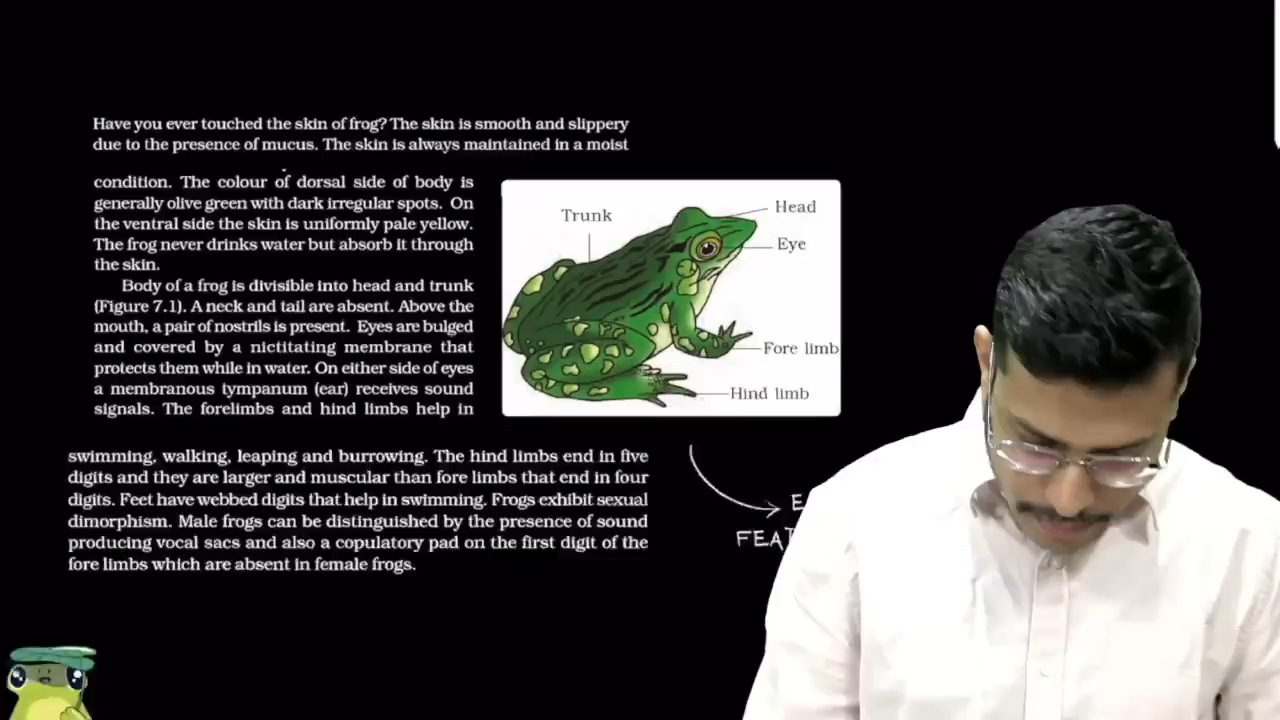 Have you ever touched the skin of frog? The skin is smooth and slippery
due to the presence of mucus. The skin is always maintained in a moist
condition. The colour of dorsal side of body is
generally olive green with dark irregular spots. On
the ventral side the skin is uniformly pale yellow.
The frog never drinks water but absorb it through
the skin.
Body of a frog is divisible into head and trunk
(Figure 7.1). A neck and tail are absent. Above the
mouth, a pair of nostrils is present. Eyes are bulged
and covered by a nictitating membrane that
protects them while in water. On either side of eyes
a membranous tympanum (ear) receives sound
signals. The forelimbs and hind limbs help in
swimming, walking, leaping and burrowing. The hind limbs end in five
digits and they are larger and muscular than fore limbs that end in four
digits. Feet have webbed digits that help in swimming. Frogs exhibit sexual
dimorphism. Male frogs can be distinguished by the presence of sound
producing vocal sacs and also a copulatory pad on the first digit of the
fore limbs which are absent in female frogs.
Trunk
Head
Eye
Fore limb
Hind limb